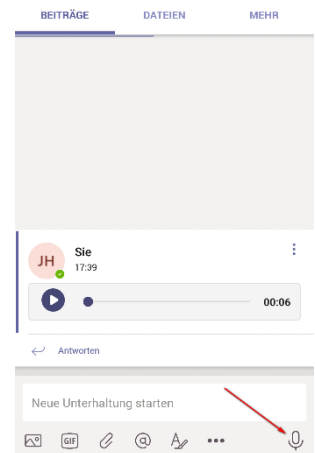 BEITRÄGE DATEIEN MEHR
JH
Sie
17:39
00:06
Antworten
Neue Unterhaltung starten
GIF